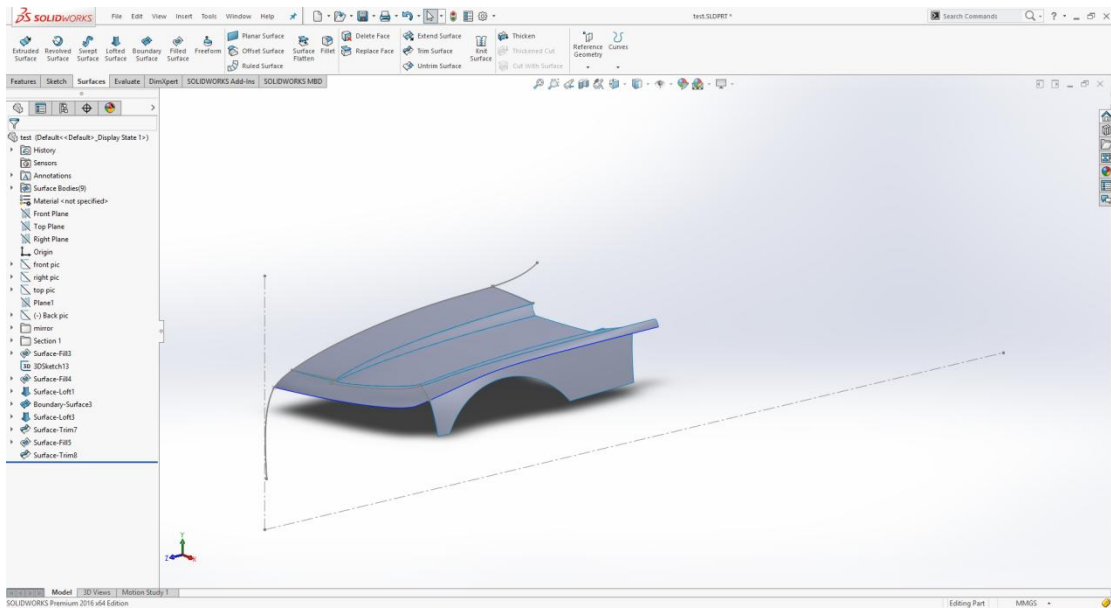 SOLIDWORKS File Edit View Insert Tools Window Help test.SLDPRT * Search Commands
Extruded Surface
Revolved Surface
Swept Surface
Lofted Surface
Boundary Surface
Filled Surface
Freeform
Planar Surface
Offset Surface
Ruled Surface
Surface Flatten
Fillet
Delete Face
Replace Face
Extend Surface
Trim Surface
Untrim Surface
Knit Surface
Thicken
Thickened Cut
Cut With Surface
Reference Geometry
Curves
Features Sketch Surfaces Evaluate DimXpert SOLIDWORKS Add-Ins SOLIDWORKS MBD
test (Default<<Default>_Display State 1>)
History
Sensors
Annotations
Surface Bodies(9)
Material <not specified>
Front Plane
Top Plane
Right Plane
Origin
front pic
right pic
top pic
Plane1
(-) Back pic
mirror
Section 1
Surface-Fill3
3D 3DSketch13
Surface-Fill4
Surface-Loft1
Boundary-Surface3
Surface-Loft3
Surface-Trim7
Surface-Fill5
Surface-Trim8
Y
Z
Model 3D Views Motion Study 1
SOLIDWORKS Premium 2016 x64 Edition Editing Part MMGS